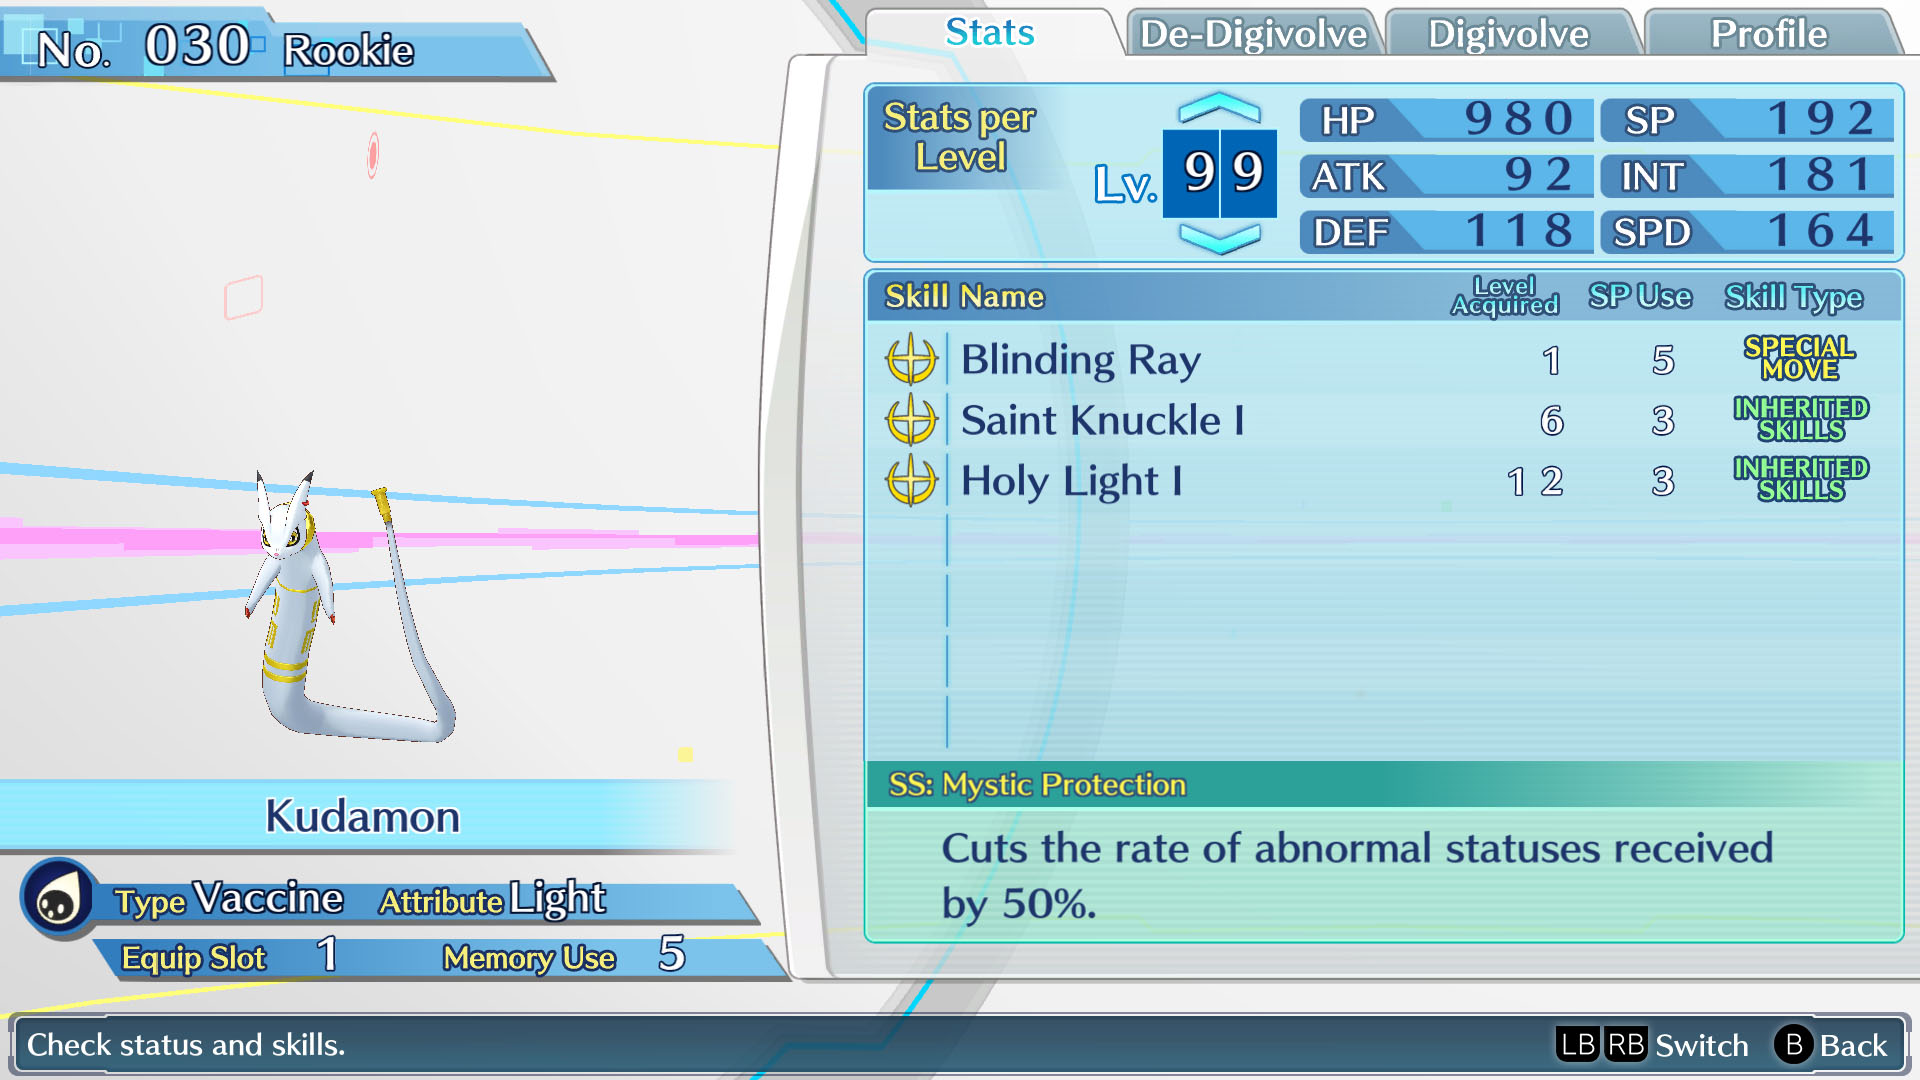 No. 030 Rookie
Stats
De-Digivolve
Digivolve
Profile
Stats per
Level
Lv. 99
HP 980
SP 192
ATK 92
INT 181
DEF 118
SPD 164
Skill Name
Level
Acquired
SP Use
Skill Type
Blinding Ray 1 5 SPECIAL
MOVE
Saint Knuckle I 6 3 INHERITED
SKILLS
Holy Light I 12 3 INHERITED
SKILLS
SS: Mystic Protection
Cuts the rate of abnormal statuses received
by 50%.
Kudamon
Type Vaccine Attribute Light
Equip Slot 1 Memory Use 5
Check status and skills.
LB RB Switch B Back